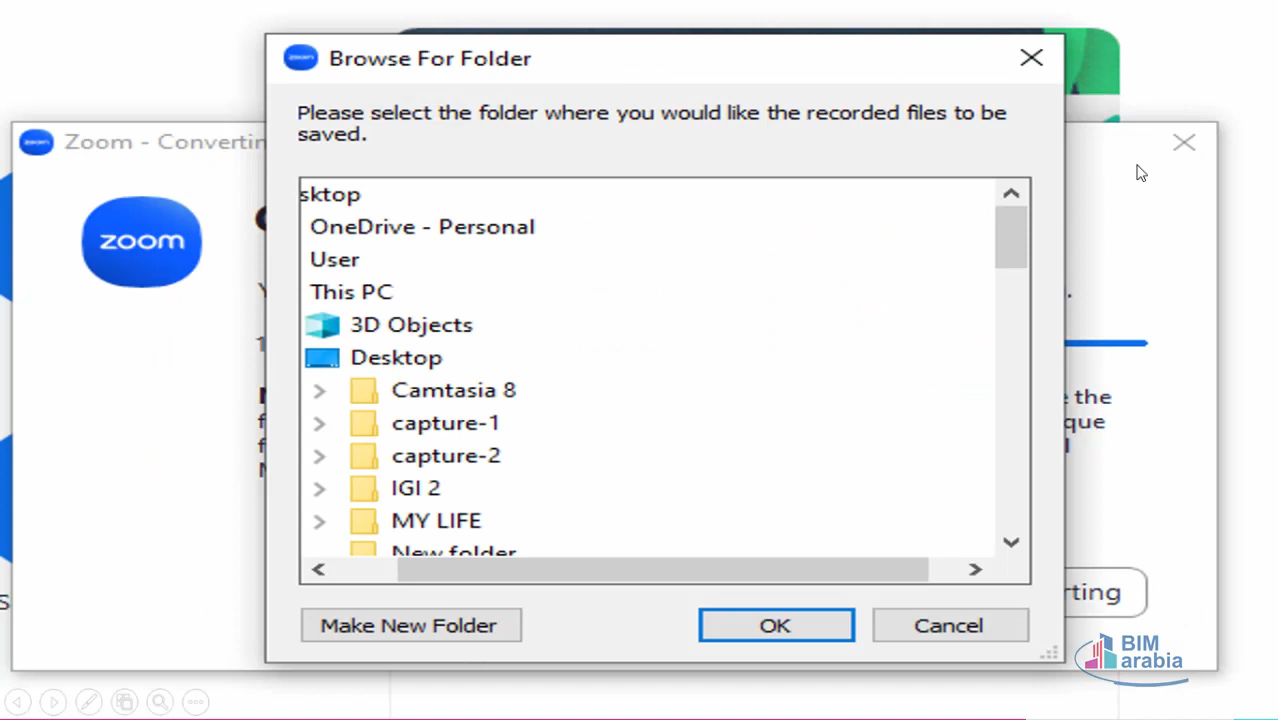 zoom
Browse For Folder
Please select the folder where you would like the recorded files to be
saved.
zoom
Zoom - Convertin
zoom
sktop
OneDrive - Personal
User
This PC
3D Objects
Desktop
Camtasia 8
capture-1
capture-2
IGI 2
MY LIFE
New folder
e the
que
Make New Folder
OK
Cancel
rting
BIM
arabia